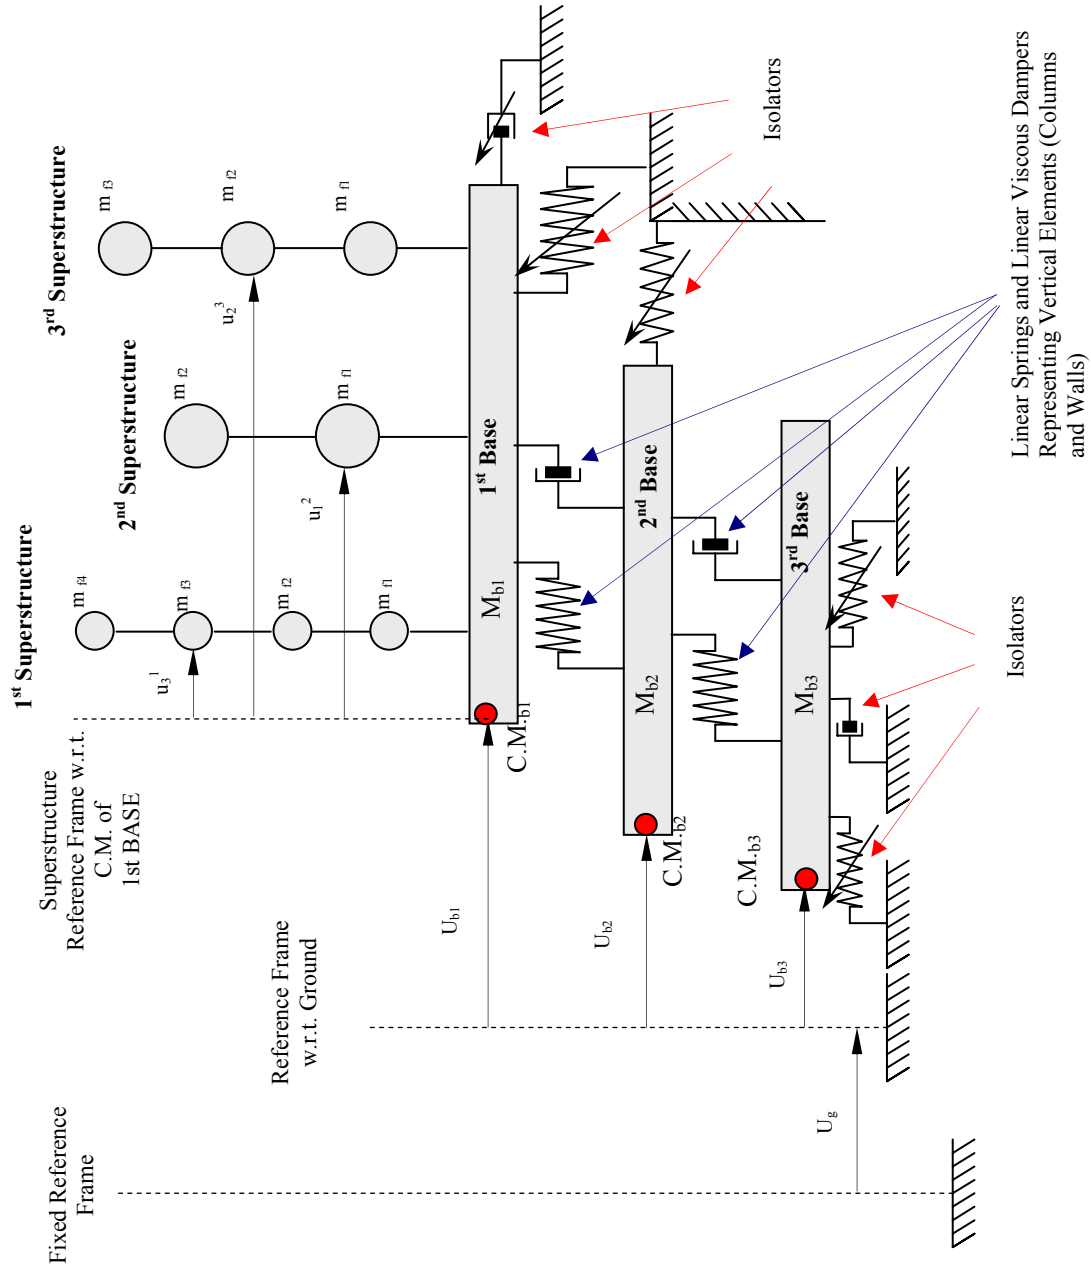 Fixed Reference
Frame
Reference Frame
w.r.t. Ground
Superstructure
Reference Frame w.r.t.
C.M. of
1st BASE
1st Superstructure
2nd Superstructure
3rd Superstructure
m f4
m f3
m f2
m f1
m f2
m f1
m f3
m f2
m f1
u3 1
u1 2
u2 3
Mb1
1st Base
C.M.b1
Ub1
Mb2
2nd Base
C.M.b2
Ub2
Mb3
3rd Base
C.M.b3
Ub3
Ug
Isolators
Isolators
Linear Springs and Linear Viscous Dampers
Representing Vertical Elements (Columns
and Walls)